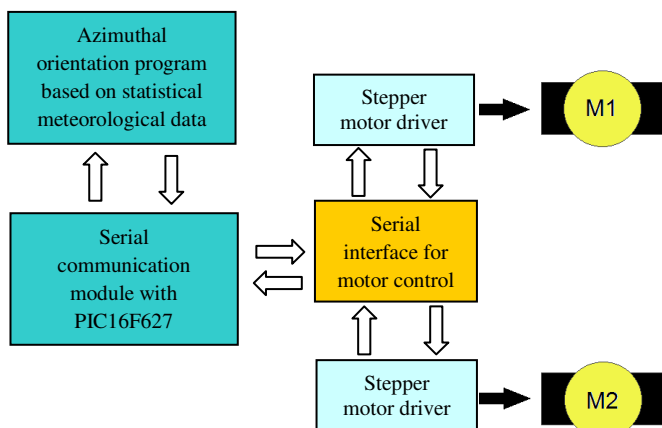 Azimuthal
orientation program
based on statistical
meteorological data
Stepper
motor driver
M1
Serial
communication
module with
PIC16F627
Serial
interface for
motor control
Stepper
motor driver
M2